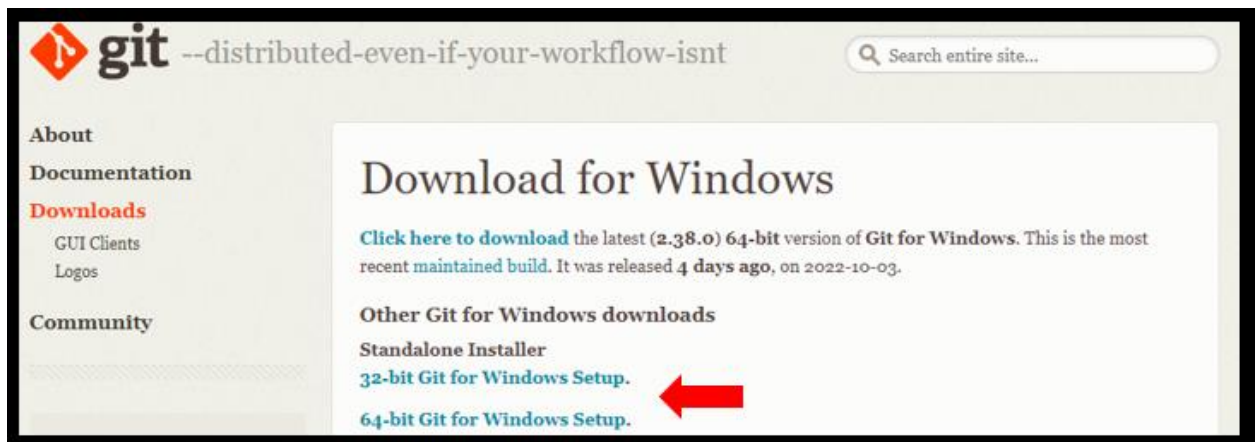 git --distributed-even-if-your-workflow-isnt
Search entire site...
About
Documentation
Downloads
GUI Clients
Logos
Community
Download for Windows
Click here to download the latest (2.38.0) 64-bit version of Git for Windows. This is the most
recent maintained build. It was released 4 days ago, on 2022-10-03.
Other Git for Windows downloads
Standalone Installer
32-bit Git for Windows Setup.
64-bit Git for Windows Setup.